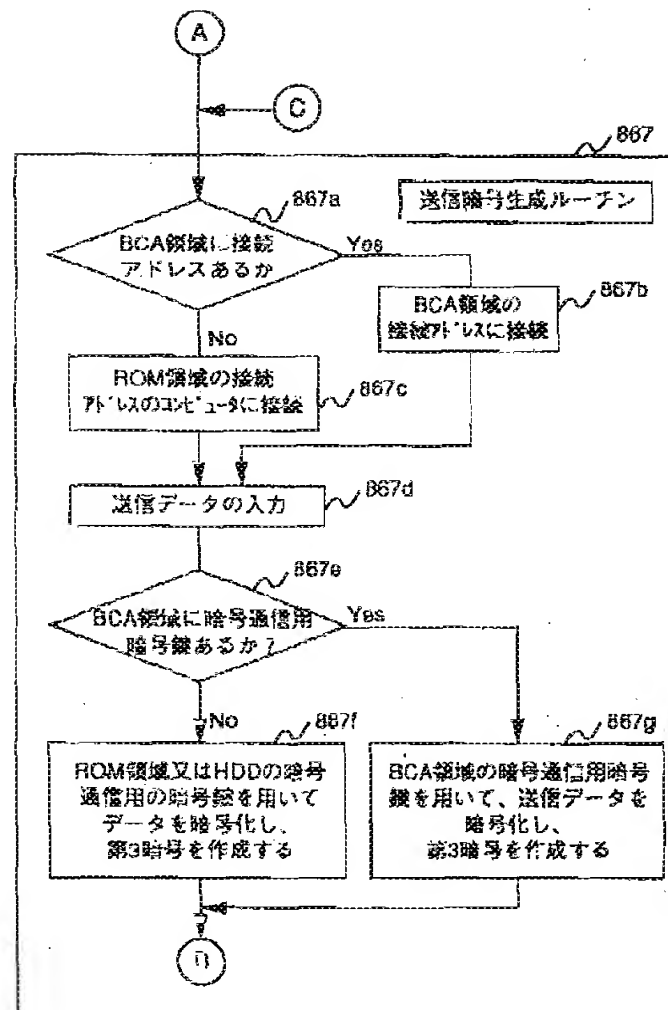 A
C
867
送信暗号生成ルーチン
867a
BCA領域に接続
アドレスあるか
Yes
867b
BCA領域の
接続アドレスに接続
No
ROM領域の接続
アドレスのコンピュータに接続
867c
送信データの入力
867d
867e
BCA領域に暗号通信用
暗号鍵あるか?
Yes
No
867f
ROM領域又はHDDの暗号
通信用の暗号鍵を用いて
データを暗号化し、
第3暗号を作成する
867g
BCA領域の暗号通信用暗号
鍵を用いて、送信データを
暗号化し、
第3暗号を作成する